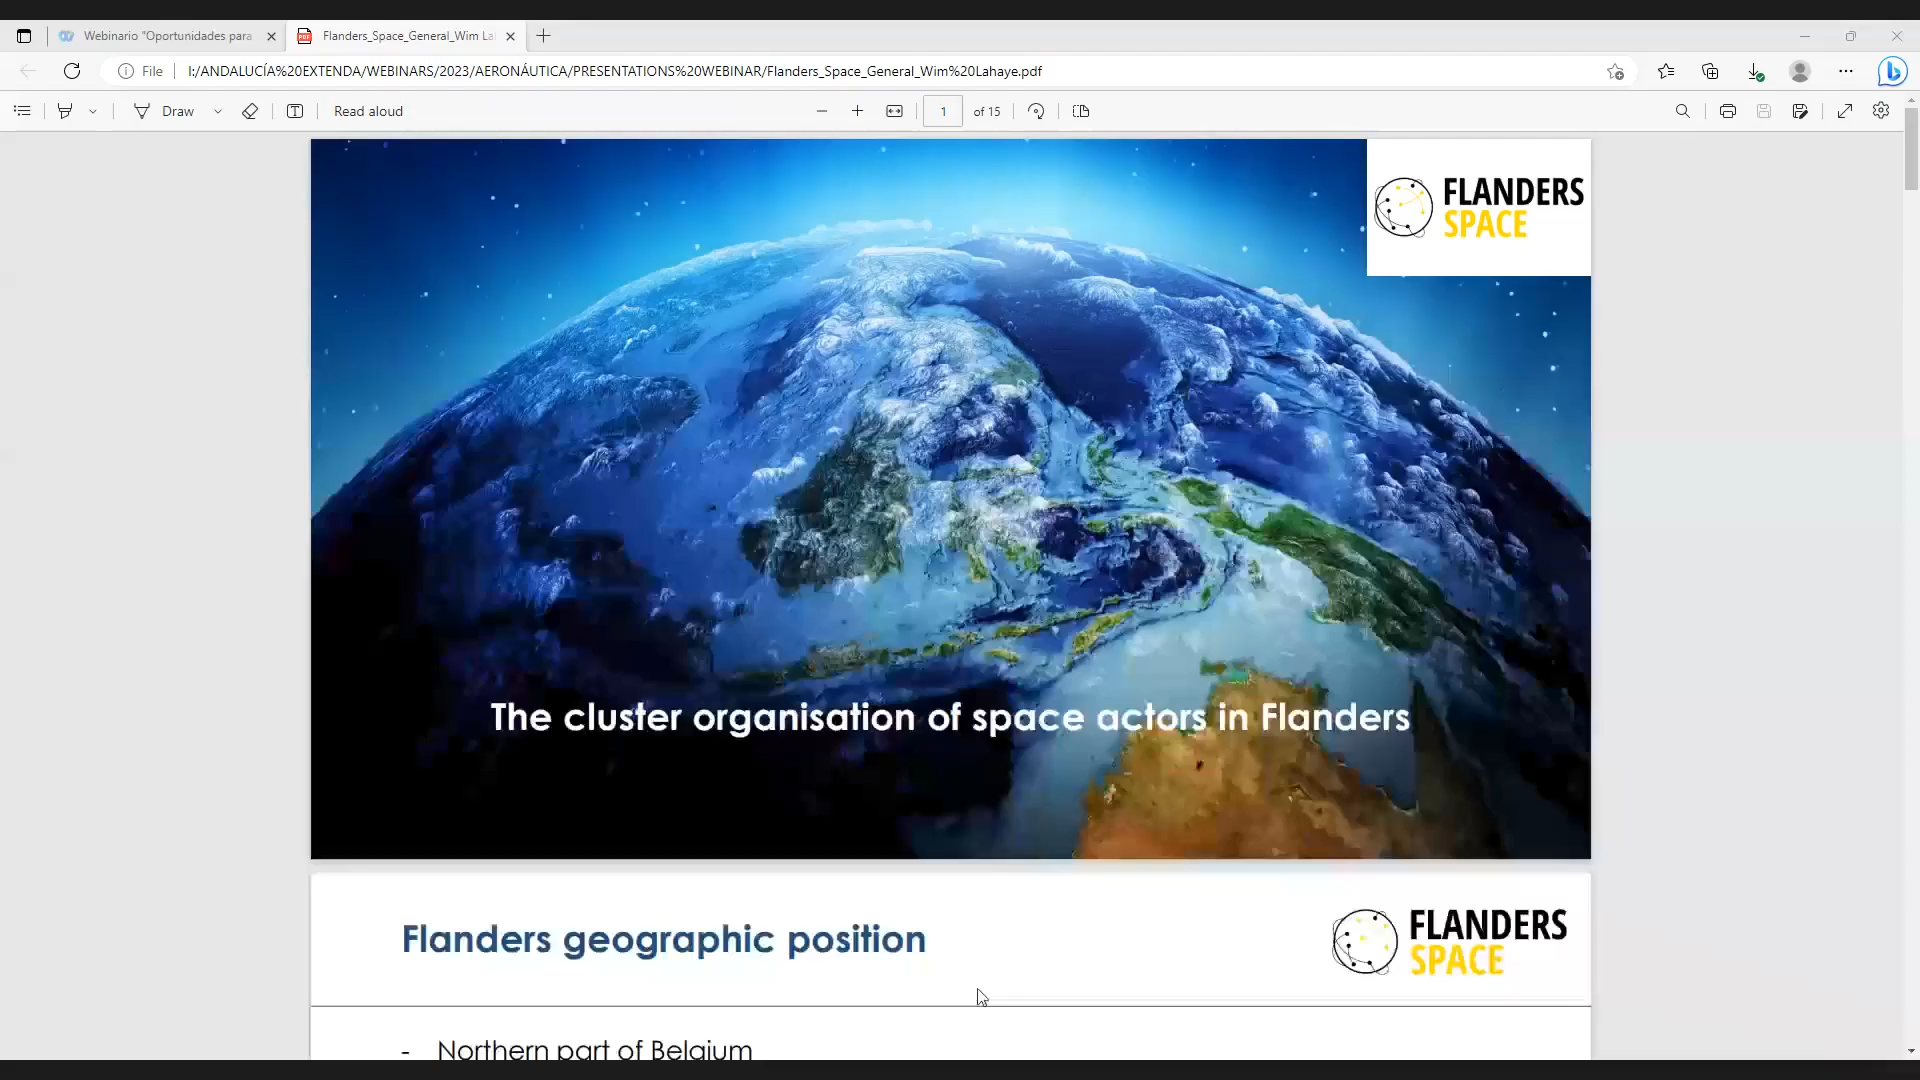 Webinario "Oportunidades para
Flanders_Space_General_Wim La
File
I:/ANDALUCÍA%20EXTENDA/WEBINARS/2023/AERONÁUTICA/PRESENTATIONS%20WEBINAR/Flanders_Space_General_Wim%20Lahaye.pdf
Draw
Read aloud
1 of 15
FLANDERS
SPACE
The cluster organisation of space actors in Flanders
Flanders geographic position
FLANDERS
SPACE
- Northern part of Belgium